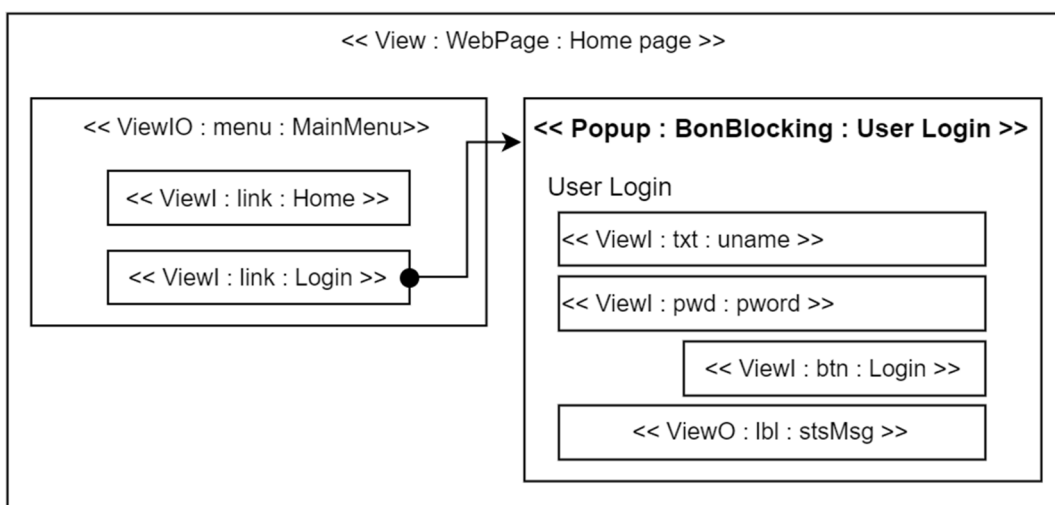 << View : WebPage : Home page >>
<< ViewIO : menu : MainMenu>>
<< ViewI : link : Home >>
<< ViewI : link : Login >>
<< Popup : BonBlocking : User Login >>
User Login
<< ViewI : txt : uname >>
<< ViewI : pwd : pword >>
<< ViewI : btn : Login >>
<< ViewO : lbl : stsMsg >>